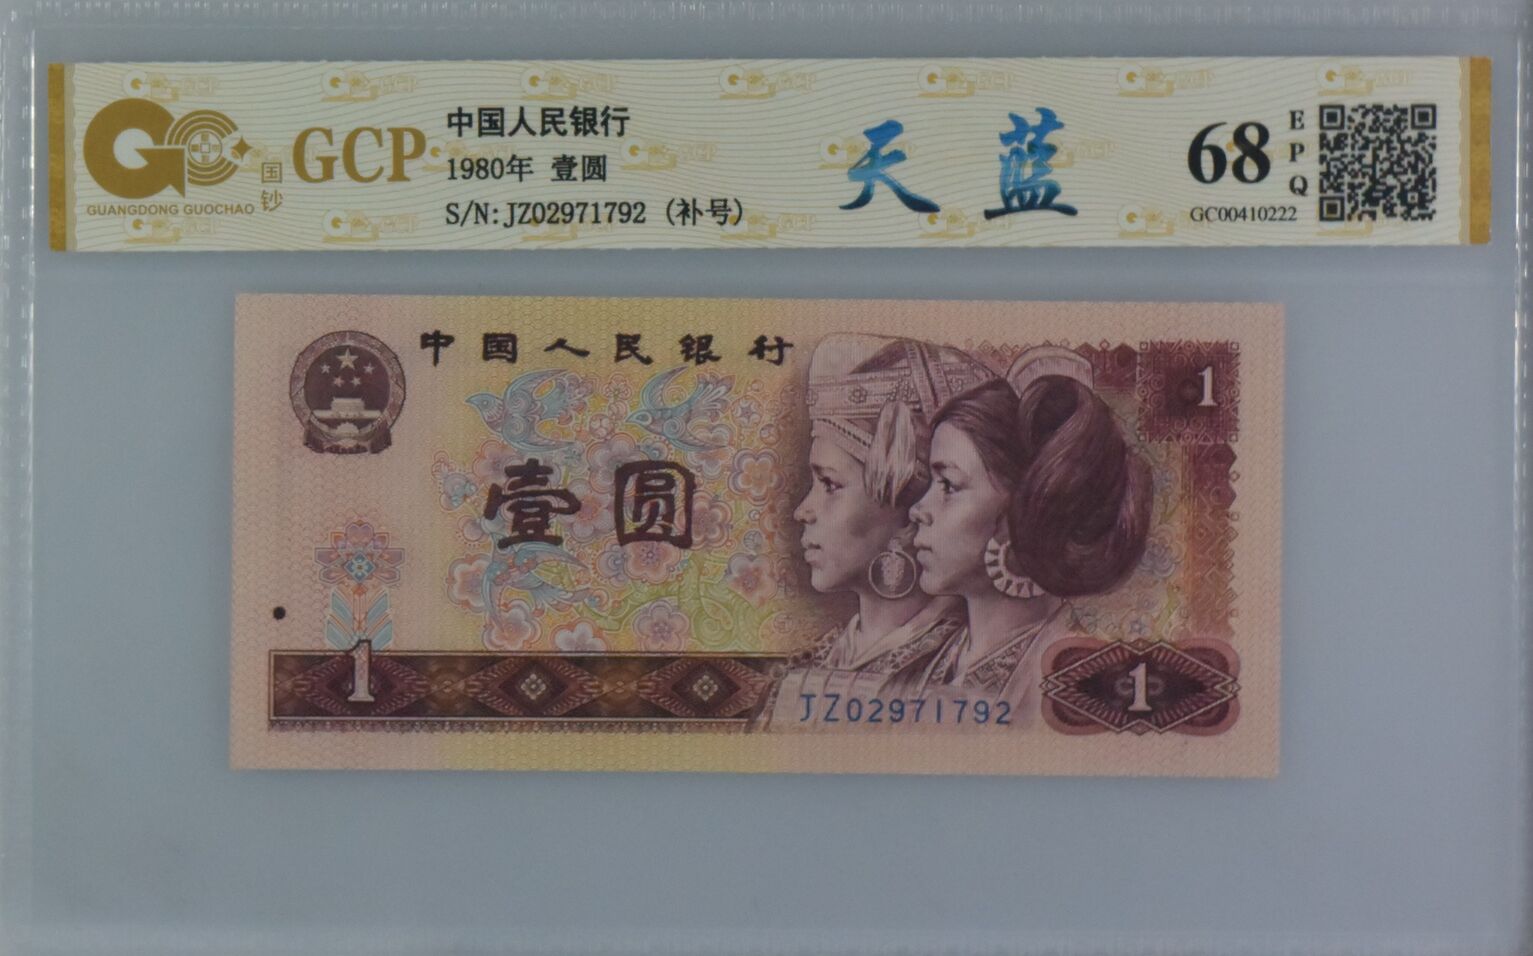 GCP
国钞
GUANGDONG GUOCHAO
中国人民银行
1980年 壹圆
S/N:JZ02971792 (补号)
天蓝
68
EPQ
GC00410222
中国人民银行
1
壹圆
1
JZ02971792
1